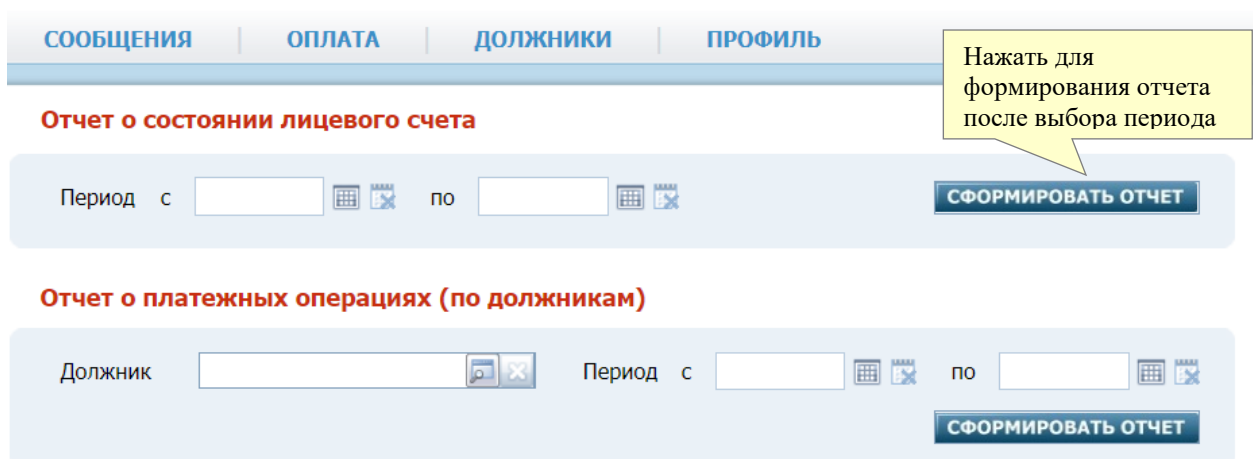 СООБЩЕНИЯ ОПЛАТА ДОЛЖНИКИ ПРОФИЛЬ
Нажать для
формирования отчета
после выбора периода
Отчет о состоянии лицевого счета
Период с по СФОРМИРОВАТЬ ОТЧЕТ
Отчет о платежных операциях (по должникам)
Должник Период с по
СФОРМИРОВАТЬ ОТЧЕТ